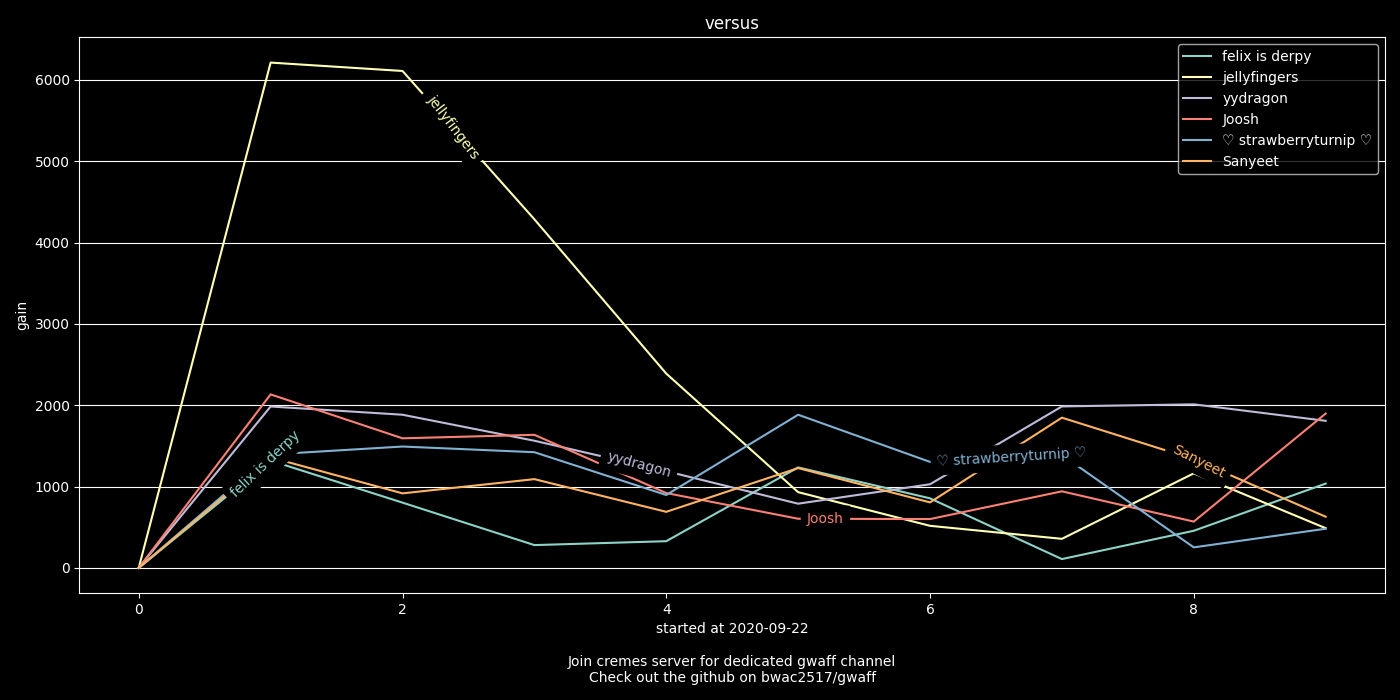 versus
felix is derpy
jellyfingers
yydragon
Joosh
♡ strawberryturnip ♡
Sanyeet
6000
5000
4000
3000
2000
1000
0
gain
jellyfingers
felix is derpy
yydragon
Joosh
♡ strawberryturnip ♡
Sanyeet
0 2 4 6 8
started at 2020-09-22
Join cremes server for dedicated gwaff channel
Check out the github on bwac2517/gwaff